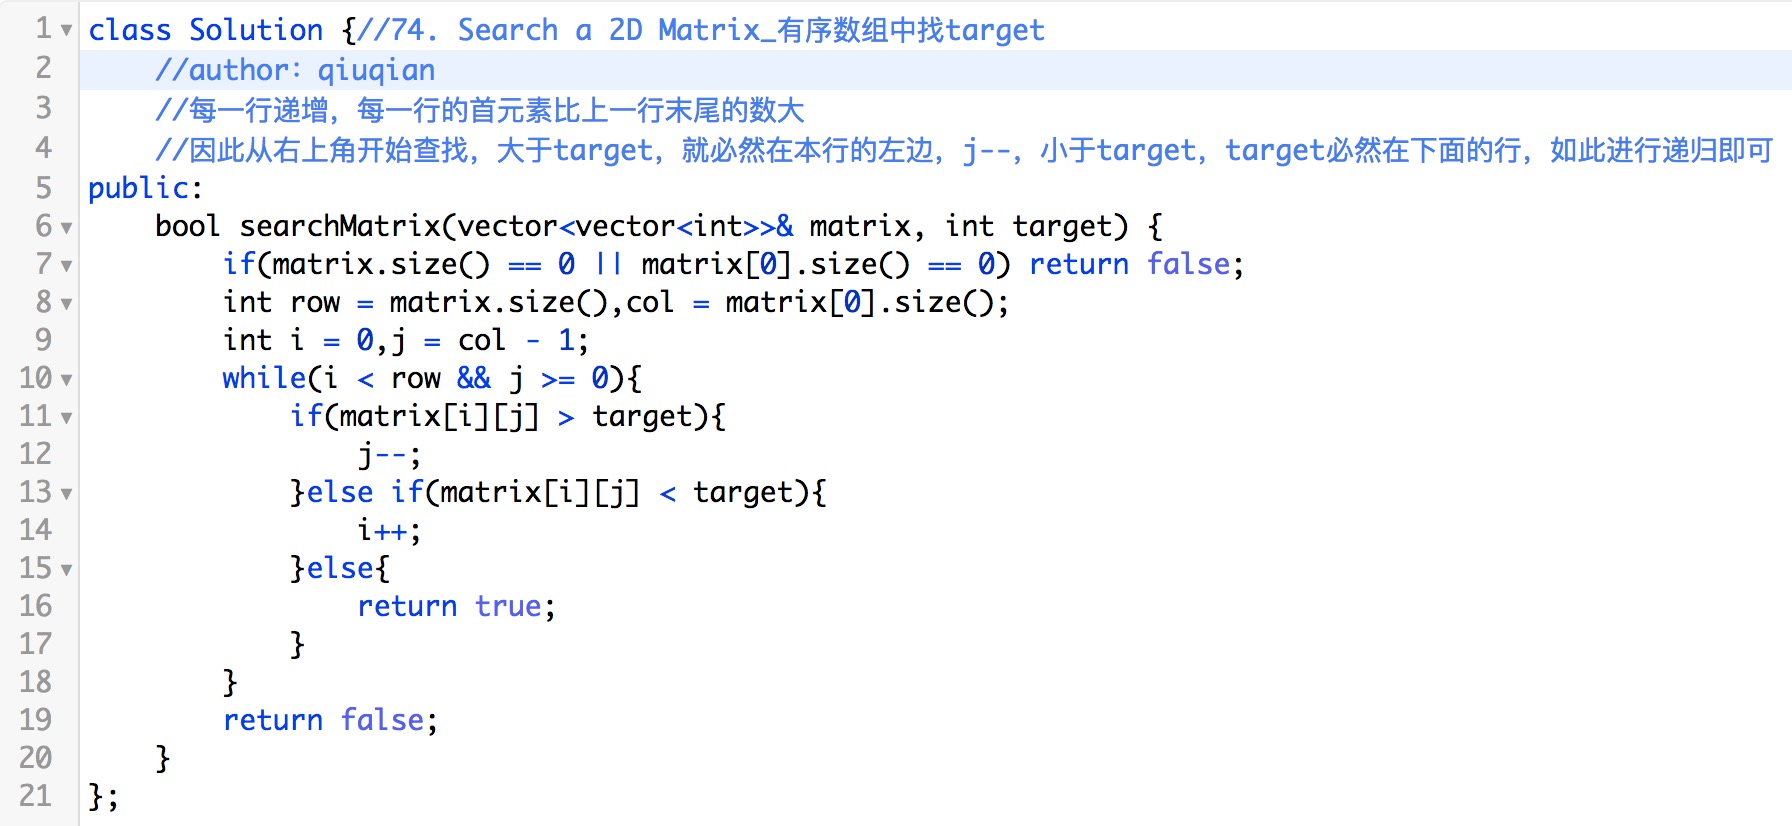 1 class Solution {//74. Search a 2D Matrix_有序数组中找target
2 //author: qiuqian
3 //每一行递增，每一行的首元素比上一行末尾的数大
4 //因此从右上角开始查找，大于target，就必然在本行的左边，j--，小于target，target必然在下面的行，如此进行递归即可
5 public:
6 bool searchMatrix(vector<vector<int>>& matrix, int target) {
7 if(matrix.size() == 0 || matrix[0].size() == 0) return false;
8 int row = matrix.size(),col = matrix[0].size();
9 int i = 0,j = col - 1;
10 while(i < row && j >= 0){
11 if(matrix[i][j] > target){
12 j--;
13 }else if(matrix[i][j] < target){
14 i++;
15 }else{
16 return true;
17 }
18 }
19 return false;
20 }
21 };